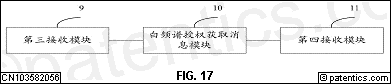 9
10
11
第三接收模块
白频谱授权获取消息模块
第四接收模块
CN103582056
FIG. 17
© patentics.com